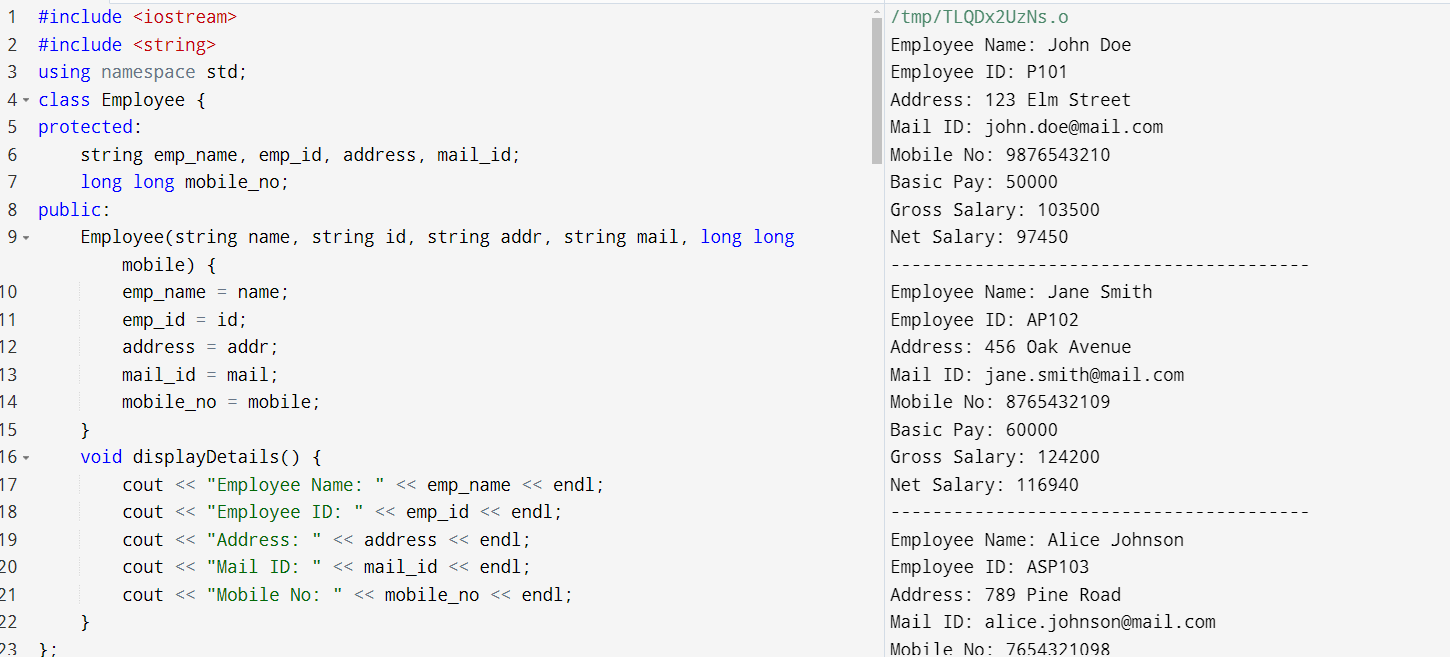 1 #include <iostream>
2 #include <string>
3 using namespace std;
4 class Employee {
5 protected:
6 string emp_name, emp_id, address, mail_id;
7 long long mobile_no;
8 public:
9 Employee(string name, string id, string addr, string mail, long long
mobile) {
10 emp_name = name;
11 emp_id = id;
12 address = addr;
13 mail_id = mail;
14 mobile_no = mobile;
15 }
16 void displayDetails() {
17 cout << "Employee Name: " << emp_name << endl;
18 cout << "Employee ID: " << emp_id << endl;
19 cout << "Address: " << address << endl;
20 cout << "Mail ID: " << mail_id << endl;
21 cout << "Mobile No: " << mobile_no << endl;
22 }
23 };
/tmp/TLQDx2UzNs.o
Employee Name: John Doe
Employee ID: P101
Address: 123 Elm Street
Mail ID: john.doe@mail.com
Mobile No: 9876543210
Basic Pay: 50000
Gross Salary: 103500
Net Salary: 97450
----------------------------------------
Employee Name: Jane Smith
Employee ID: AP102
Address: 456 Oak Avenue
Mail ID: jane.smith@mail.com
Mobile No: 8765432109
Basic Pay: 60000
Gross Salary: 124200
Net Salary: 116940
----------------------------------------
Employee Name: Alice Johnson
Employee ID: ASP103
Address: 789 Pine Road
Mail ID: alice.johnson@mail.com
Mobile No: 7654321098